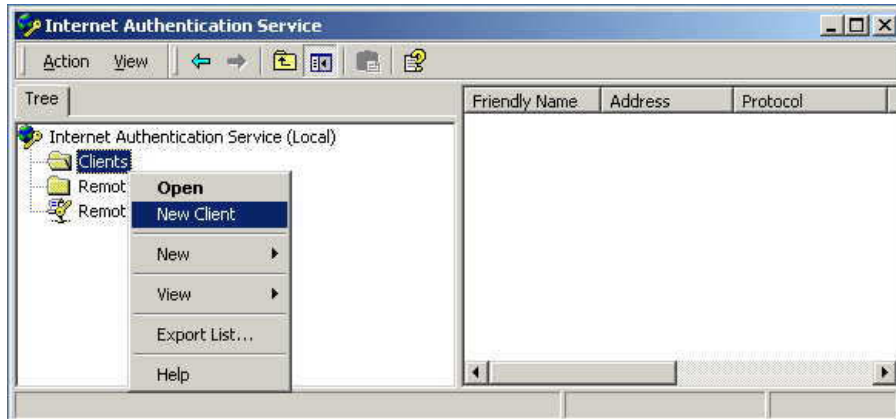 Internet Authentication Service
Action View
Tree
Friendly Name Address Protocol
Internet Authentication Service (Local)
Clients
Remot
Remot
Open
New Client
New
View
Export List...
Help